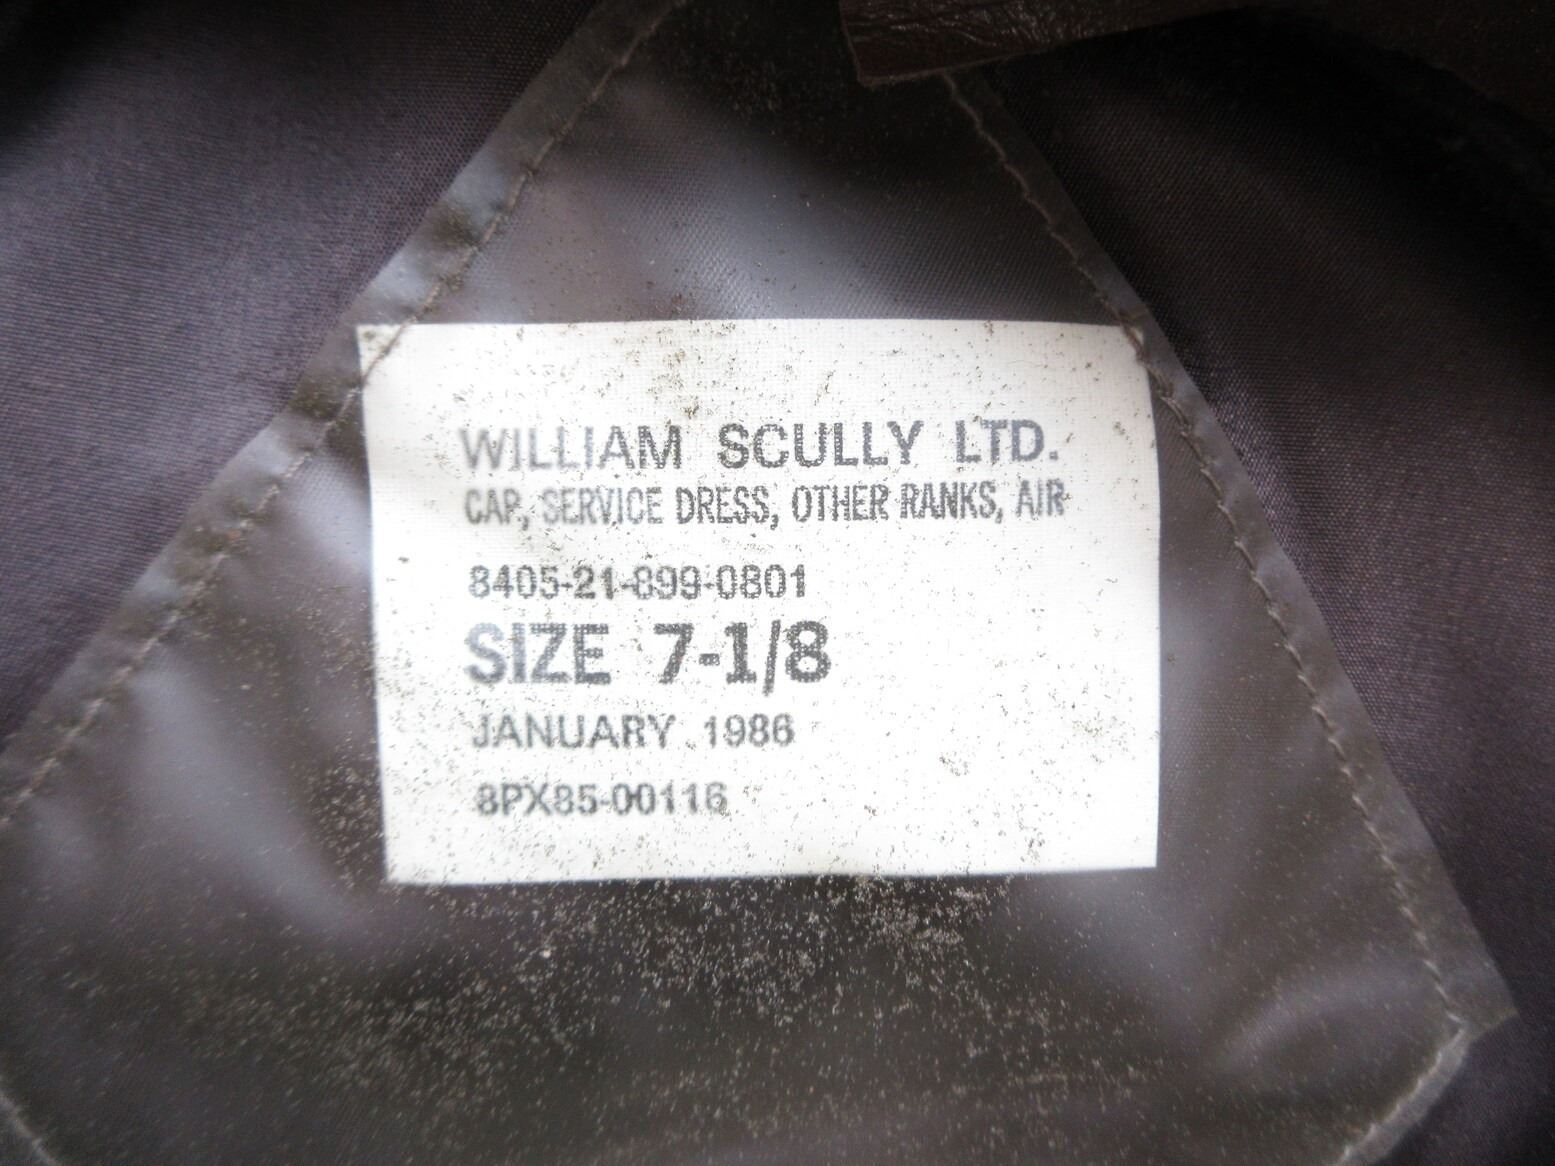 WILLIAM SCULLY LTD.
CAP, SERVICE DRESS, OTHER RANKS, AIR
8405-21-899-0801
SIZE 7-1/8
JANUARY 1986
8PX85-00116